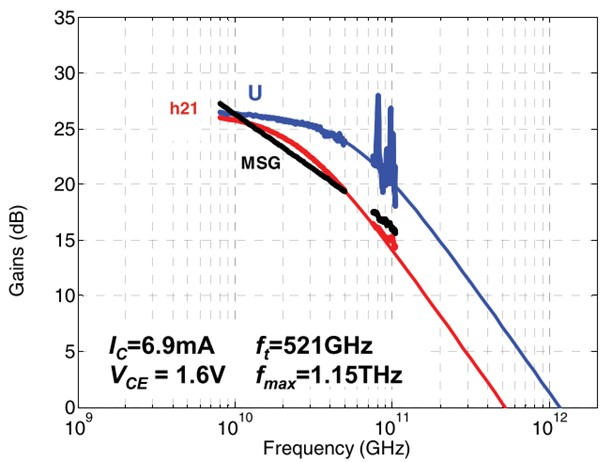 35
30
25
20
15
10
5
0
Gains (dB)
U
h21
MSG
I_C=6.9mA f_t=521GHz
V_CE = 1.6V f_max=1.15THz
10^9 10^10 10^11 10^12
Frequency (GHz)